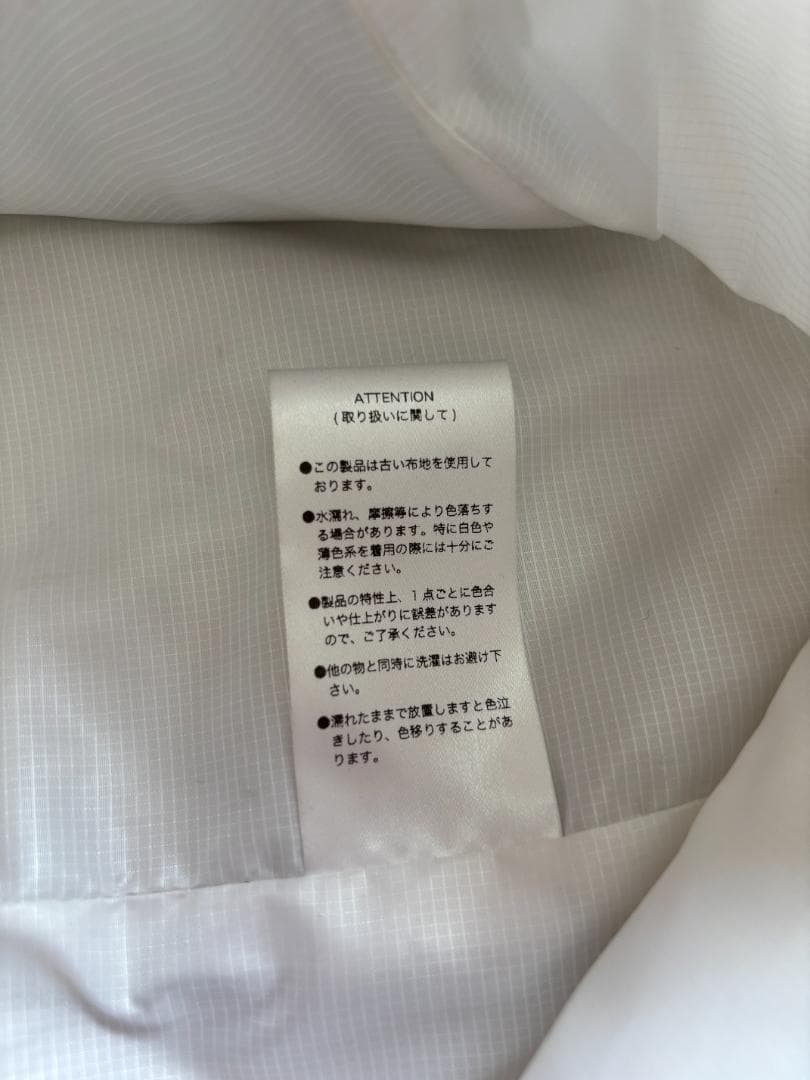 ATTENTION
(取り扱いに関して)
●この製品は古い布地を使用して
おります。
●水濡れ、摩擦等により色落ちす
る場合があります。特に白色や
薄色系を着用の際には十分にご
注意ください。
●製品の特性上、1点ごとに色合
いや仕上がりに誤差があります
ので、ご了承ください。
●他の物と同時に洗濯はお避け下
さい。
●濡れたままで放置しますと色泣
きしたり、色移りすることがあ
ります。